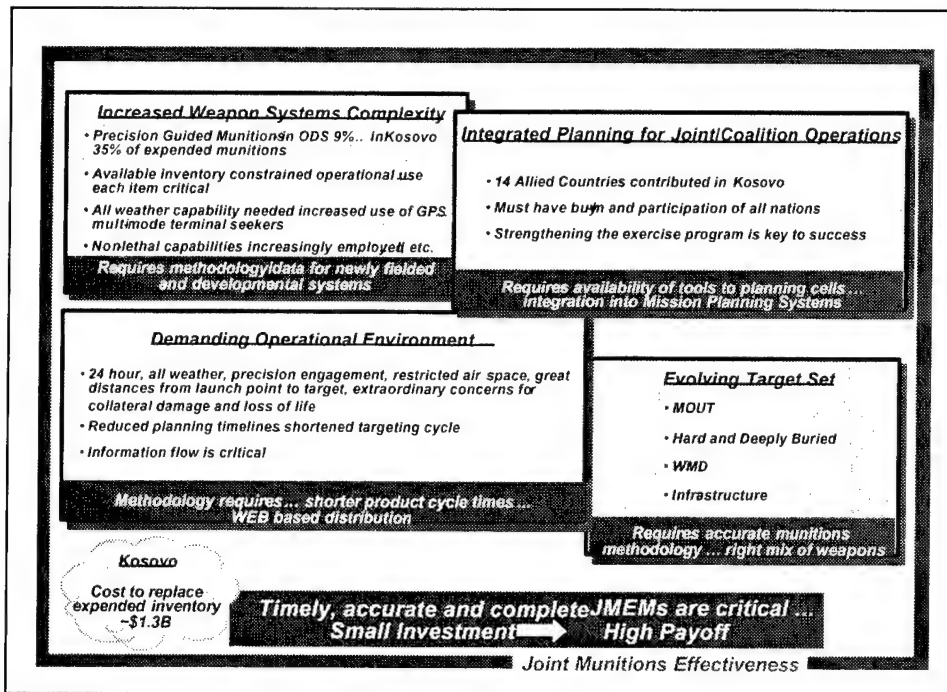 Increased Weapon Systems Complexity
• Precision Guided Munitionsin ODS 9%.. inKosovo
35% of expended munitions
• Available inventory constrained operational use
each item critical
• All weather capability needed increased use of GPS
multimode terminal seekers
• Nonlethal capabilities increasingly employed etc.
Requires methodology/data for newly fielded
and developmental systems
Integrated Planning for Joint/Coalition Operations
• 14 Allied Countries contributed in Kosovo
• Must have buyin and participation of all nations
• Strengthening the exercise program is key to success
Requires availability of tools to planning cells ...
integration into Mission Planning Systems
Demanding Operational Environment
• 24 hour, all weather, precision engagement, restricted air space, great
distances from launch point to target, extraordinary concerns for
collateral damage and loss of life
• Reduced planning timelines shortened targeting cycle
• Information flow is critical
Methodology requires ... shorter product cycle times ...
WEB based distribution
Evolving Target Set
• MOUT
• Hard and Deeply Buried
• WMD
• Infrastructure
Requires accurate munitions
methodology ... right mix of weapons
Kosovo
Cost to replace
expended inventory
~$1.3B
Timely, accurate and complete JMEMs are critical ...
Small Investment → High Payoff
Joint Munitions Effectiveness